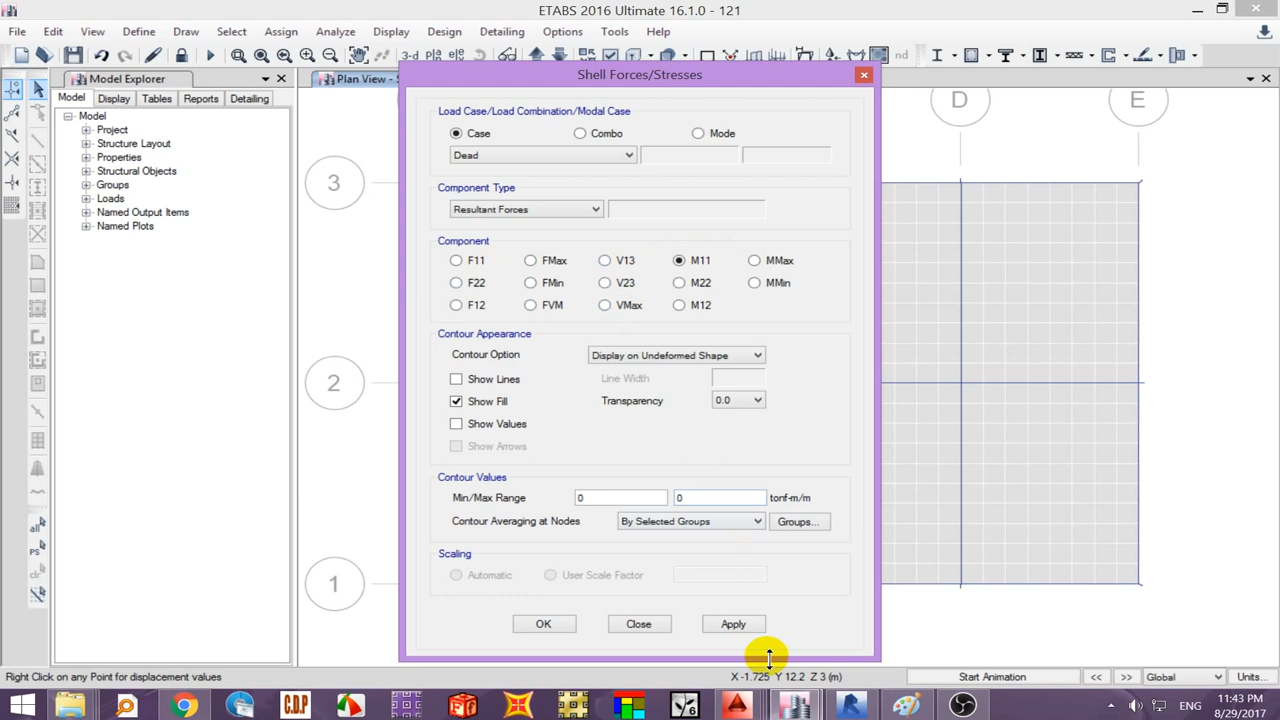 ETABS 2016 Ultimate 16.1.0 - 121
File Edit View Define Draw Select Assign Analyze Display Design Detailing Options Tools Help
3-d
nd
Model Explorer
Plan View - S
Shell Forces/Stresses
Model Display Tables Reports Detailing
Model
Project
Structure Layout
Properties
Structural Objects
Groups
Loads
Named Output Items
Named Plots
all
PS
clr
3
2
1
D
E
Load Case/Load Combination/Modal Case
Case Combo Mode
Dead
Component Type
Resultant Forces
Component
F11 FMax V13 M11 MMax
F22 FMin V23 M22 MMin
F12 FVM VMax M12
Contour Appearance
Contour Option Display on Undeformed Shape
Show Lines Line Width
Show Fill Transparency 0.0
Show Values
Show Arrows
Contour Values
Min/Max Range 0 0 tonf-m/m
Contour Averaging at Nodes By Selected Groups Groups...
Scaling
Automatic User Scale Factor
OK Close Apply
Right Click on any Point for displacement values
X -1.725 Y 12.2 Z 3 (m)
Start Animation << >> Global Units...
C.D.P
6
ENG
11:43 PM
8/29/2017